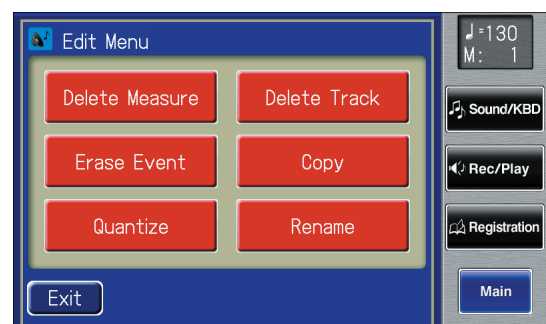 Edit Menu
Delete Measure
Delete Track
Erase Event
Copy
Quantize
Rename
Exit
♩=130
M: 1
Sound/KBD
Rec/Play
Registration
Main